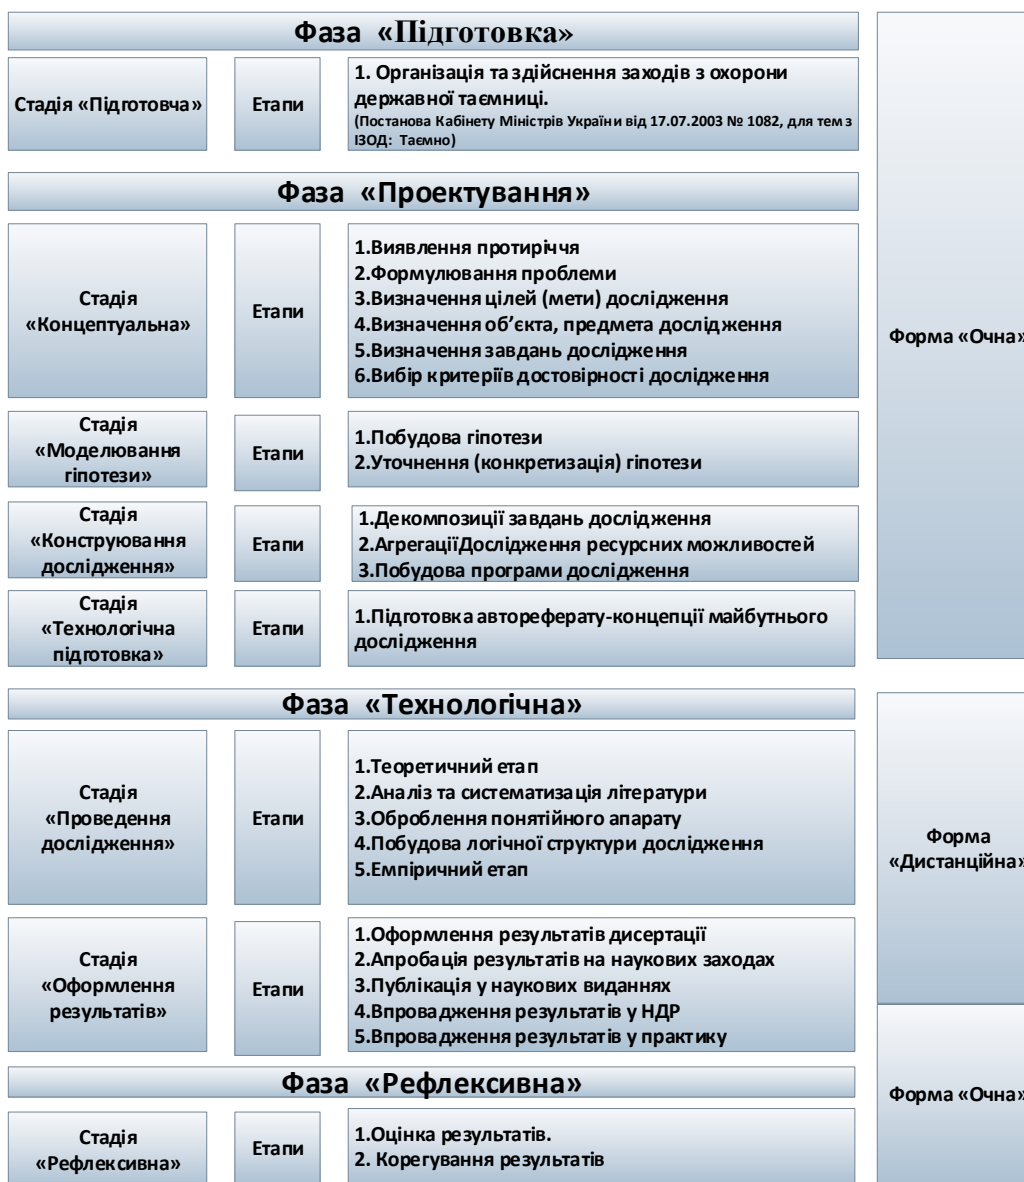 Фаза «Підготовка»
Стадія «Підготовча»
Етапи
1. Організація та здійснення заходів з охорони
державної таємниці.
(Постанова Кабінету Міністрів України від 17.07.2003 № 1082, для тем з
ІЗОД: Таємно)
Фаза «Проектування»
Стадія
«Концептуальна»
Етапи
1.Виявлення протиріччя
2.Формулювання проблеми
3.Визначення цілей (мети) дослідження
4.Визначення об’єкта, предмета дослідження
5.Визначення завдань дослідження
6.Вибір критеріїв достовірності дослідження
Форма «Очна»
Стадія
«Моделювання
гіпотези»
Етапи
1.Побудова гіпотези
2.Уточнення (конкретизація) гіпотези
Стадія
«Конструювання
дослідження»
Етапи
1.Декомпозиції завдань дослідження
2.АгрегаціїДослідження ресурсних можливостей
3.Побудова програми дослідження
Стадія
«Технологічна
підготовка»
Етапи
1.Підготовка автореферату-концепції майбутнього
дослідження
Фаза «Технологічна»
Стадія
«Проведення
дослідження»
Етапи
1.Теоретичний етап
2.Аналіз та систематизація літератури
3.Оброблення понятійного апарату
4.Побудова логічної структури дослідження
5.Емпіричний етап
Форма
«Дистанційна»
Стадія
«Оформлення
результатів»
Етапи
1.Оформлення результатів дисертації
2.Апробація результатів на наукових заходах
3.Публікація у наукових виданнях
4.Впровадження результатів у НДР
5.Впровадження результатів у практику
Фаза «Рефлексивна»
Форма «Очна»
Стадія
«Рефлексивна»
Етапи
1.Оцінка результатів.
2. Корегування результатів